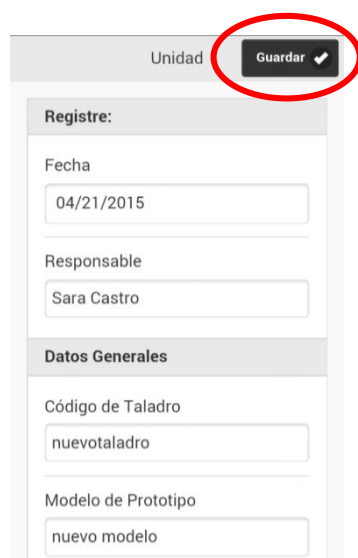 Unidad Guardar
Registre:
Fecha
04/21/2015
Responsable
Sara Castro
Datos Generales
Código de Taladro
nuevotaladro
Modelo de Prototipo
nuevo modelo